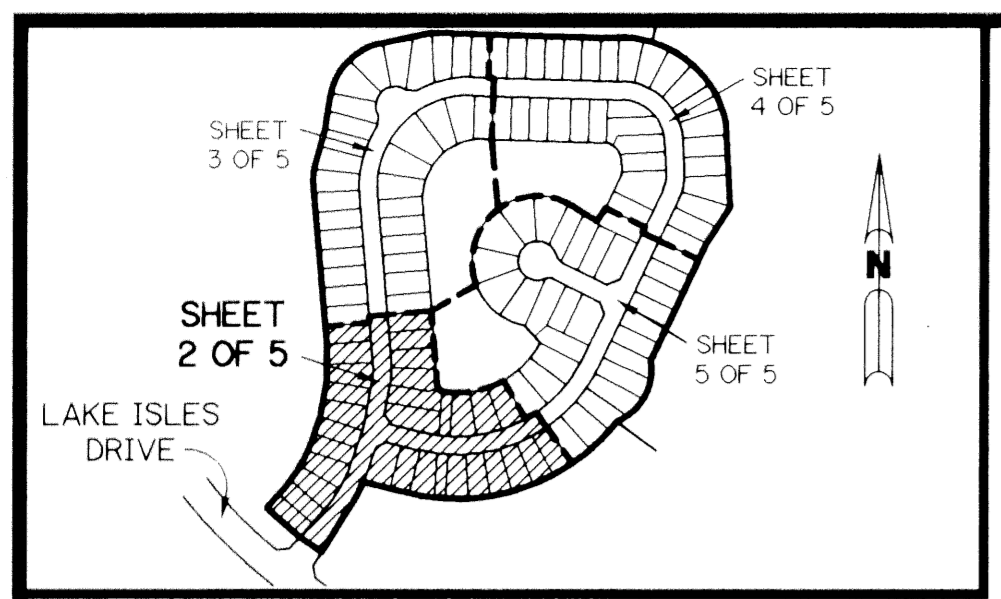 SHEET
4 OF 5
SHEET
3 OF 5
N
SHEET
2 OF 5
SHEET
5 OF 5
LAKE ISLES
DRIVE